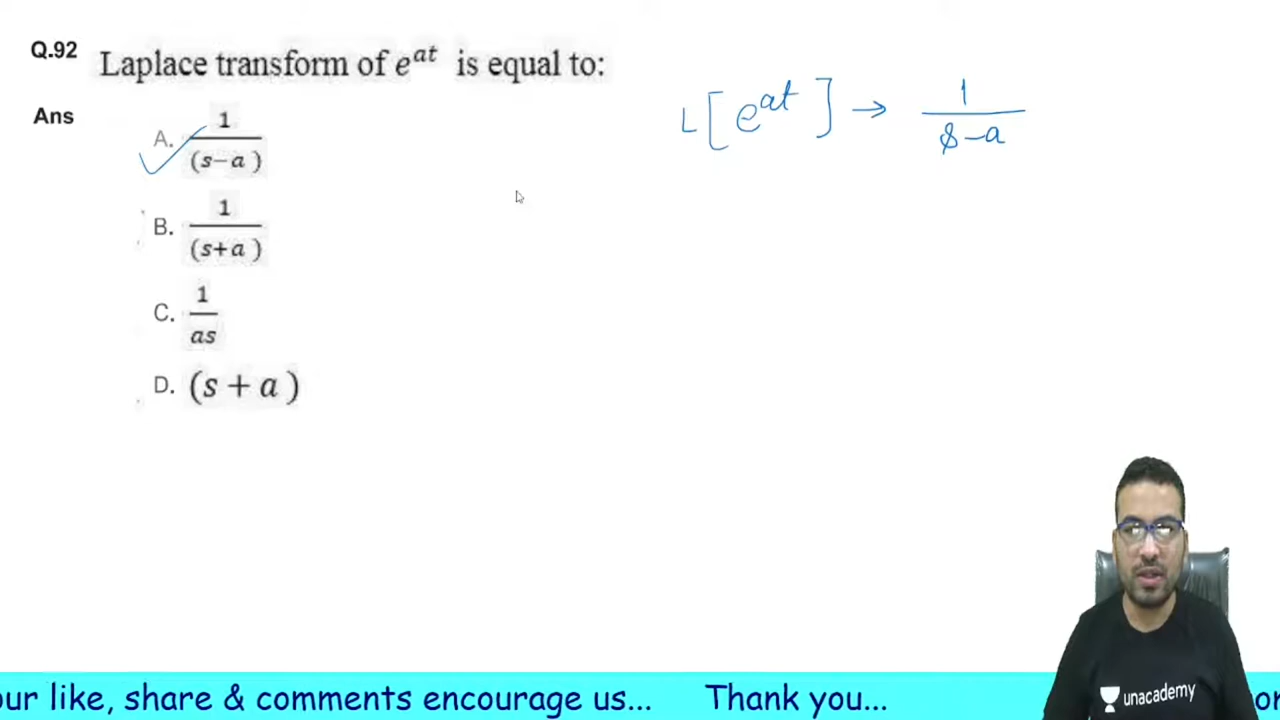 Q.92 Laplace transform of e^{at} is equal to:
L[e^{at}] → 1/(s-a)
Ans
A. 1/(s-a)
B. 1/(s+a)
C. 1/as
D. (s+a)
unacademy
our like, share & comments encourage us... Thank you...